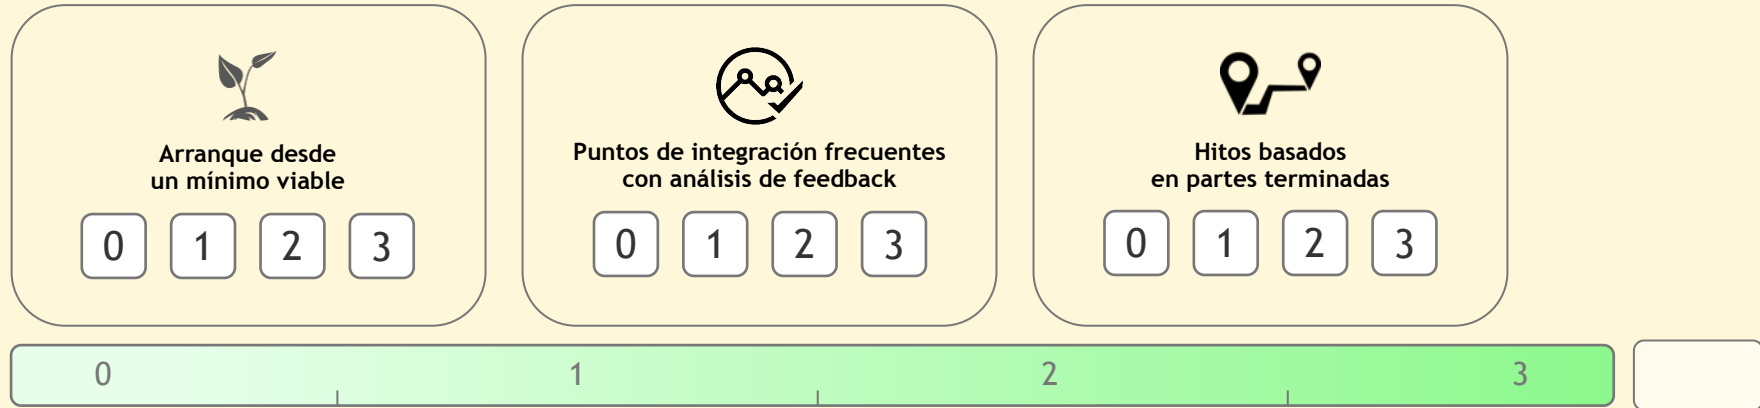 Arranque desde
un mínimo viable
0 1 2 3
Puntos de integración frecuentes
con análisis de feedback
0 1 2 3
Hitos basados
en partes terminadas
0 1 2 3
0 1 2 3